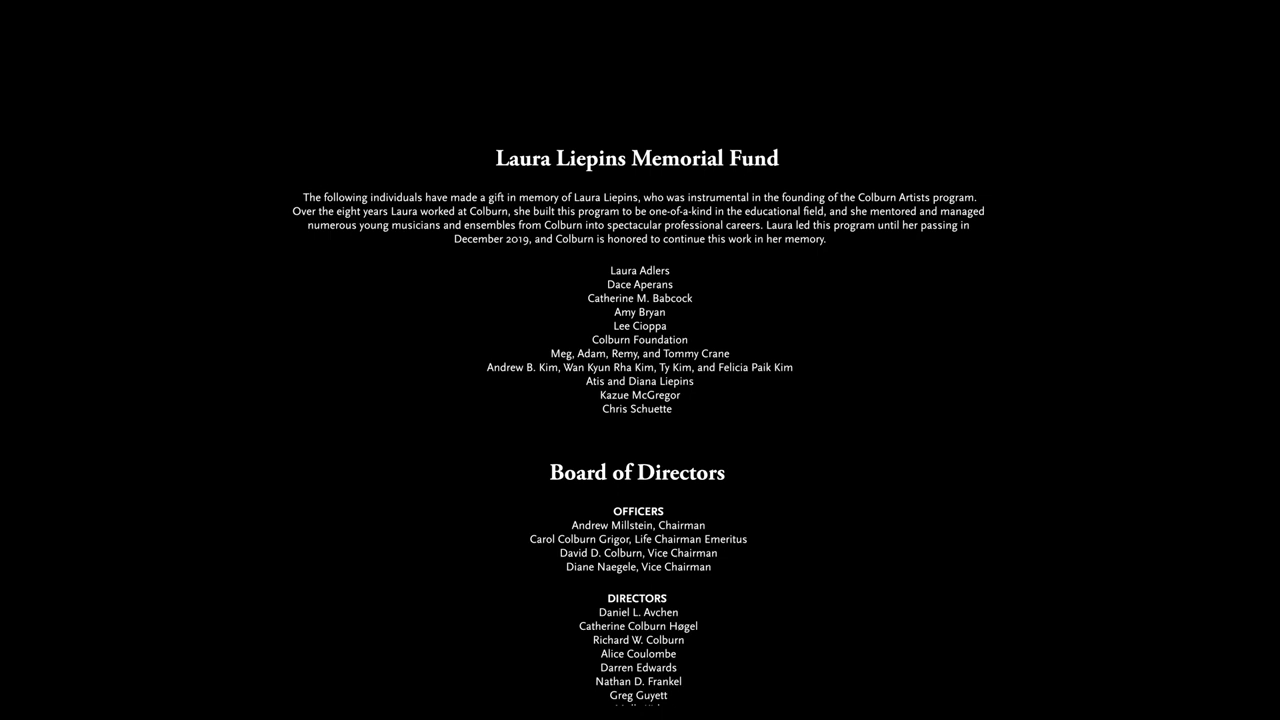 Laura Liepins Memorial Fund
The following individuals have made a gift in memory of Laura Liepins, who was instrumental in the founding of the Colburn Artists program.
Over the eight years Laura worked at Colburn, she built this program to be one-of-a-kind in the educational field, and she mentored and managed
numerous young musicians and ensembles from Colburn into spectacular professional careers. Laura led this program until her passing in
December 2019, and Colburn is honored to continue this work in her memory.
Laura Adlers
Dace Aperans
Catherine M. Babcock
Amy Bryan
Lee Cioppa
Colburn Foundation
Meg, Adam, Remy, and Tommy Crane
Andrew B. Kim, Wan Kyun Rha Kim, Ty Kim, and Felicia Paik Kim
Atis and Diana Liepins
Kazue McGregor
Chris Schuette
Board of Directors
OFFICERS
Andrew Millstein, Chairman
Carol Colburn Grigor, Life Chairman Emeritus
David D. Colburn, Vice Chairman
Diane Naegele, Vice Chairman
DIRECTORS
Daniel L. Avchen
Catherine Colburn Høgel
Richard W. Colburn
Alice Coulombe
Darren Edwards
Nathan D. Frankel
Greg Guyett